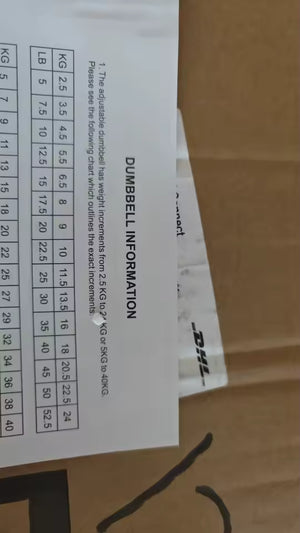 DUMBBELL INFORMATION
1. The adjustable dumbbell has weight increments from 2.5 KG to KG or 5KG to 40KG.
Please see the following chart which outlines the exact increments.
KG 2.5 3.5 4.5 5.5 6.5 8 9 10 11.5 13.5 16 18 20.5 22.5 24
LB 5 7.5 10 12.5 15 17.5 20 22.5 25 30 35 40 45 50 52.5
KG 5 7 9 11 13 15 18 20 22 25 27 29 32 34 36 38 40
DHL